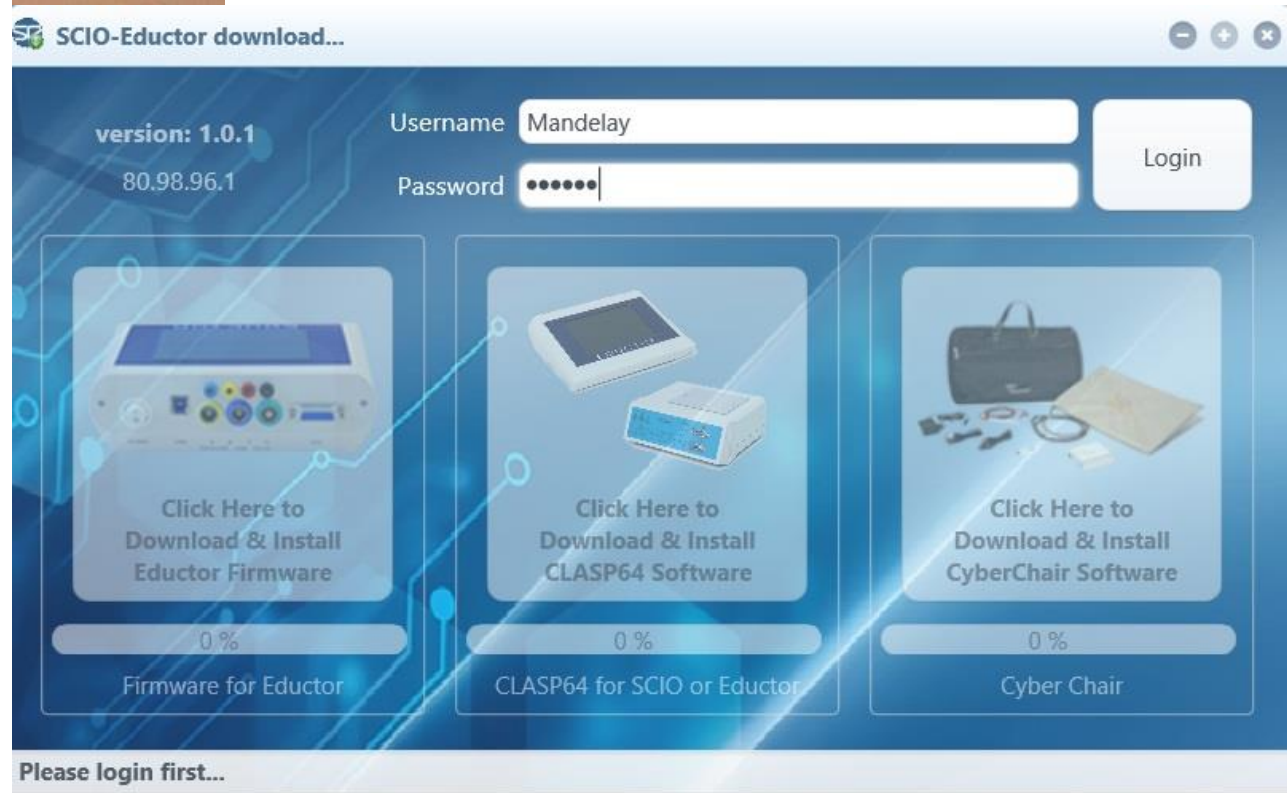 SCIO-Eductor download...
version: 1.0.1
80.98.96.1
Username Mandelay
Password ••••••
Login
Click Here to
Download & Install
Eductor Firmware
0 %
Firmware for Eductor
Click Here to
Download & Install
CLASP64 Software
0 %
CLASP64 for SCIO or Eductor
Click Here to
Download & Install
CyberChair Software
0 %
Cyber Chair
Please login first...